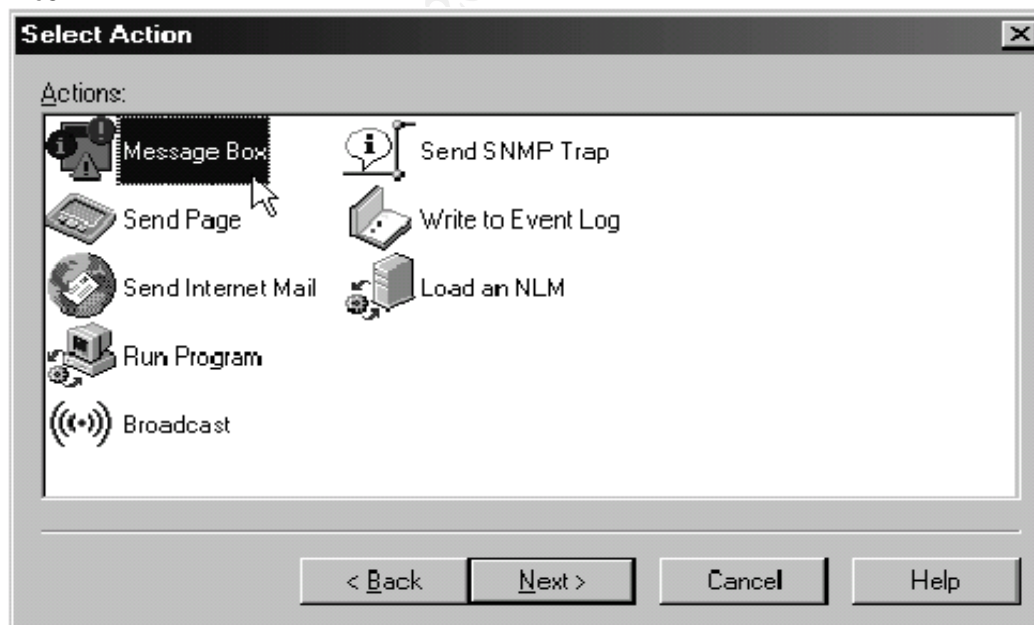 Select Action
Actions:
Message Box
Send SNMP Trap
Send Page
Write to Event Log
Send Internet Mail
Load an NLM
Run Program
Broadcast
< Back
Next >
Cancel
Help